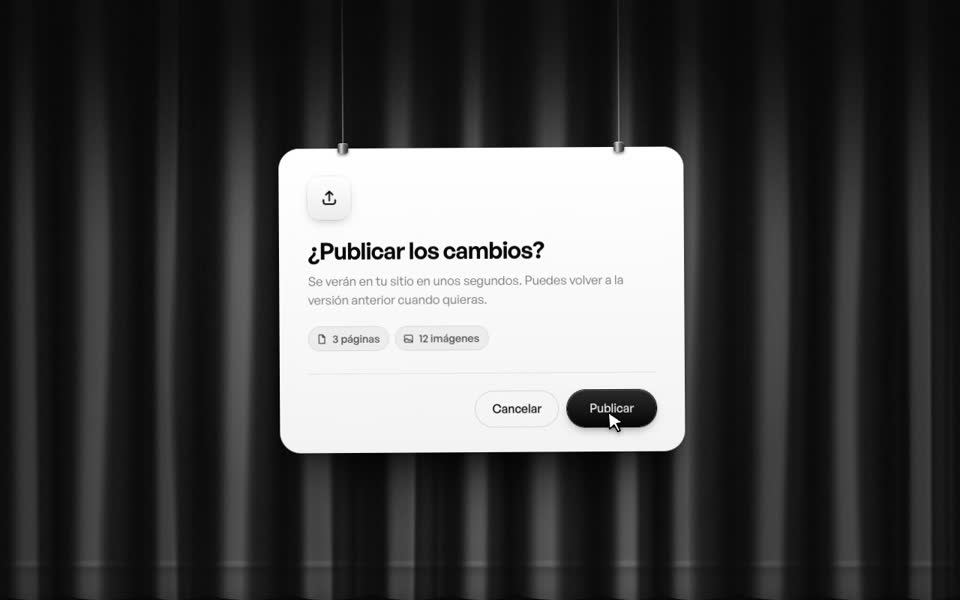 ¿Publicar los cambios?
Se verán en tu sitio en unos segundos. Puedes volver a la
versión anterior cuando quieras.
3 páginas
12 imágenes
Cancelar
Publicar